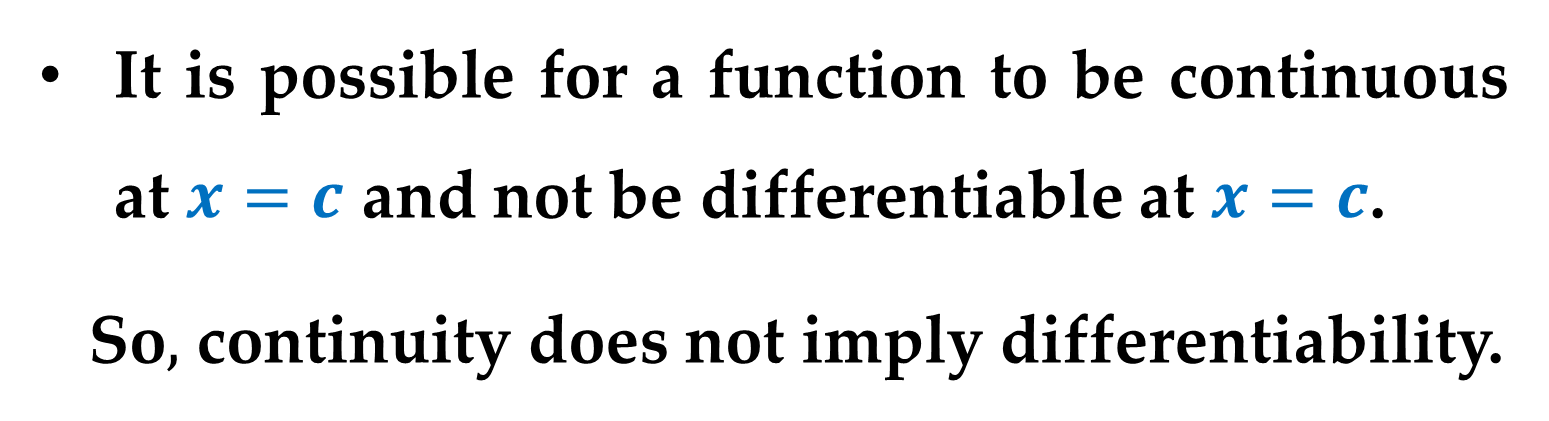 • It is possible for a function to be continuous
at x = c and not be differentiable at x = c.
So, continuity does not imply differentiability.